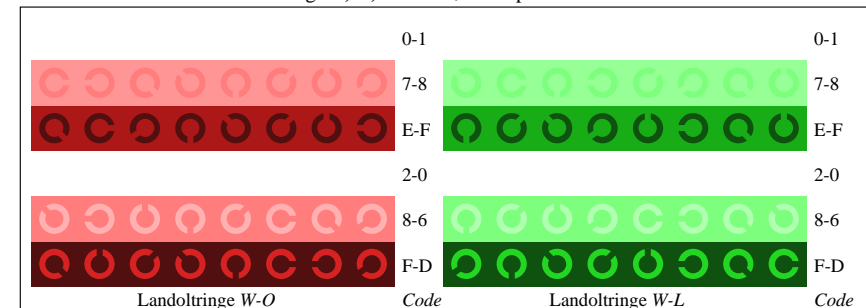 0-1 0-1
7-8 7-8
E-F E-F
2-0 2-0
8-6 8-6
F-D F-D
Landoltringe W-O Code Landoltringe W-L Code